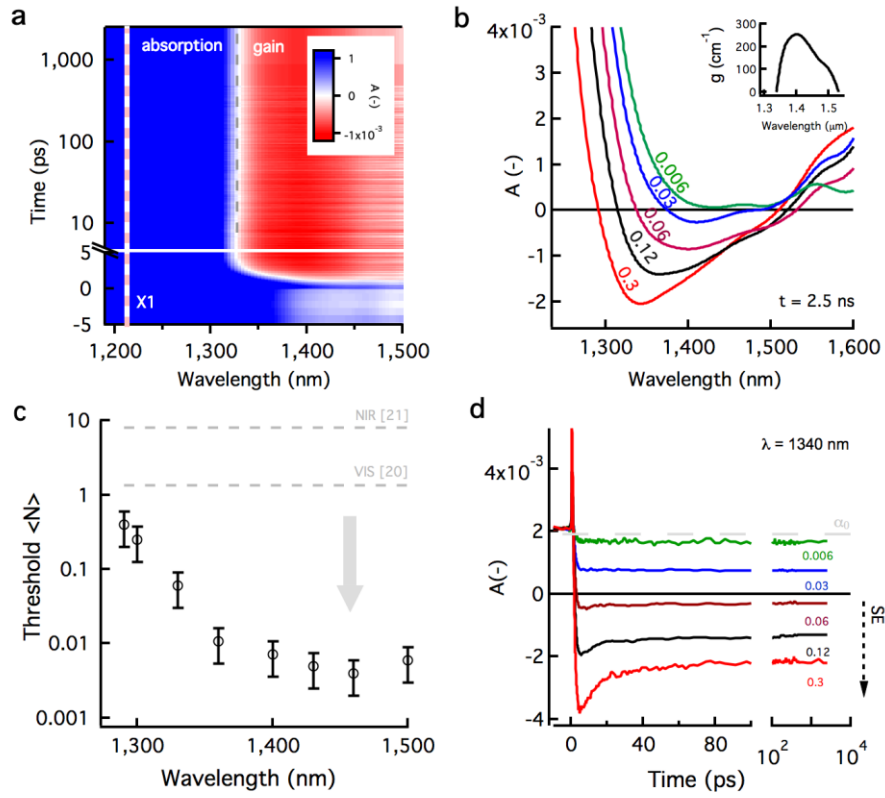 a
absorption
gain
1
0
-1x10⁻³
A (-)
X1
1,000
100
10
5
0
-5
Time (ps)
1,200
1,300
1,400
1,500
Wavelength (nm)
b
4x10⁻³
3
2
1
0
-1
-2
A (-)
0.006
0.03
0.06
0.12
0.3
t = 2.5 ns
1,300
1,400
1,500
1,600
Wavelength (nm)
300
200
100
0
g (cm⁻¹)
1.3
1.4
1.5
Wavelength (μm)
c
NIR [21]
VIS [20]
10
1
0.1
0.01
0.001
Threshold <N>
1,300
1,400
1,500
Wavelength (nm)
d
λ = 1340 nm
4x10⁻³
2
0
-2
-4
A(-)
α₀
0.006
0.03
0.06
0.12
0.3
SE
0
40
80
10²
10⁴
Time (ps)